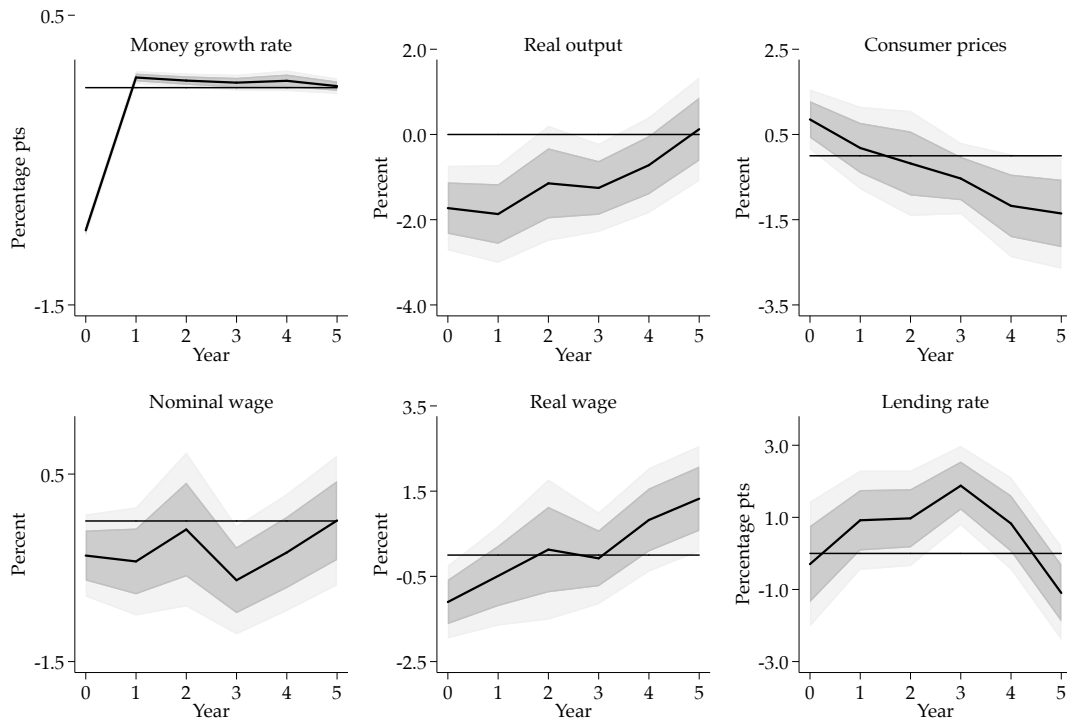 Money growth rate
Percentage pts
0.5
-1.5
0 1 2 3 4 5
Year
Real output
Percent
2.0
0.0
-2.0
-4.0
0 1 2 3 4 5
Year
Consumer prices
Percent
2.5
0.5
-1.5
-3.5
0 1 2 3 4 5
Year
Nominal wage
Percent
0.5
-1.5
0 1 2 3 4 5
Year
Real wage
Percent
3.5
1.5
-0.5
-2.5
0 1 2 3 4 5
Year
Lending rate
Percentage pts
3.0
1.0
-1.0
-3.0
0 1 2 3 4 5
Year